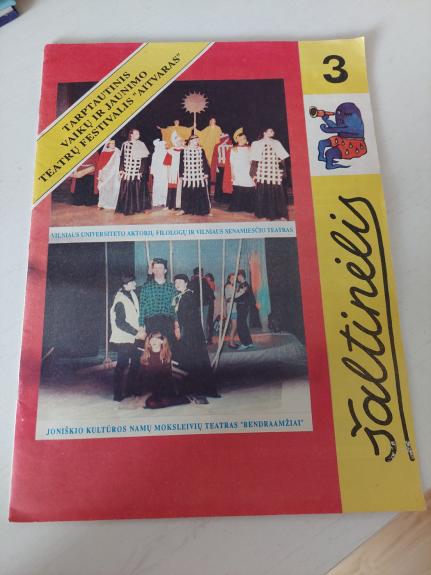 TARPTAUTINIS
VAIKŲ IR JAUNIMO
TEATRŲ FESTIVALIS "AITVARAS"
3
VILNIAUS UNIVERSITETO AKTORIŲ FILOLOGŲ IR VILNIAUS SENAMIESČIO TEATRAS
šaltinėlis
JONIŠKIO KULTŪROS NAMŲ MOKSLEIVIŲ TEATRAS "BENDRAAMŽIAI"